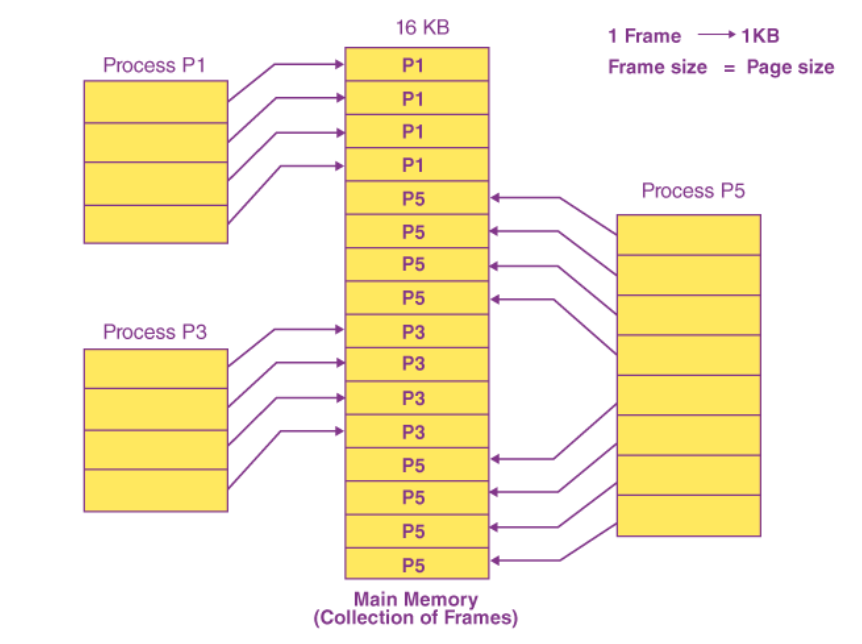 16 KB
1 Frame → 1KB
Frame size = Page size
Process P1
P1
P1
P1
P1
P5
P5
P5
P5
P3
P3
P3
P3
P5
P5
P5
P5
Process P5
Process P3
Main Memory
(Collection of Frames)